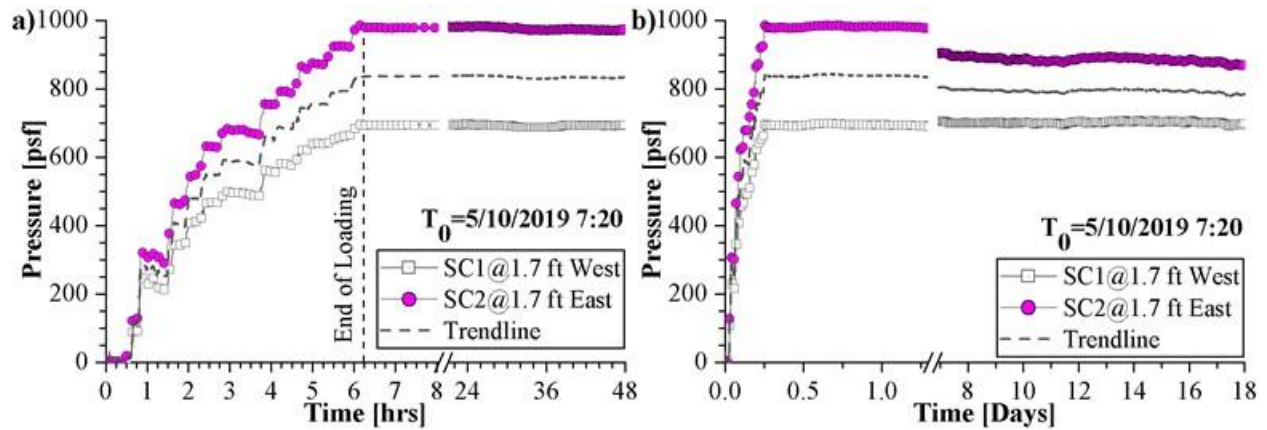 a)
1000
800
600
400
200
0
Pressure [psf]
End of Loading
T0=5/10/2019 7:20
SC1@1.7 ft West
SC2@1.7 ft East
Trendline
0 1 2 3 4 5 6 7 8 24 36 48
Time [hrs]
b)
1000
800
600
400
200
0
Pressure [psf]
T0=5/10/2019 7:20
SC1@1.7 ft West
SC2@1.7 ft East
Trendline
0.0 0.5 1.0 8 10 12 14 16 18
Time [Days]